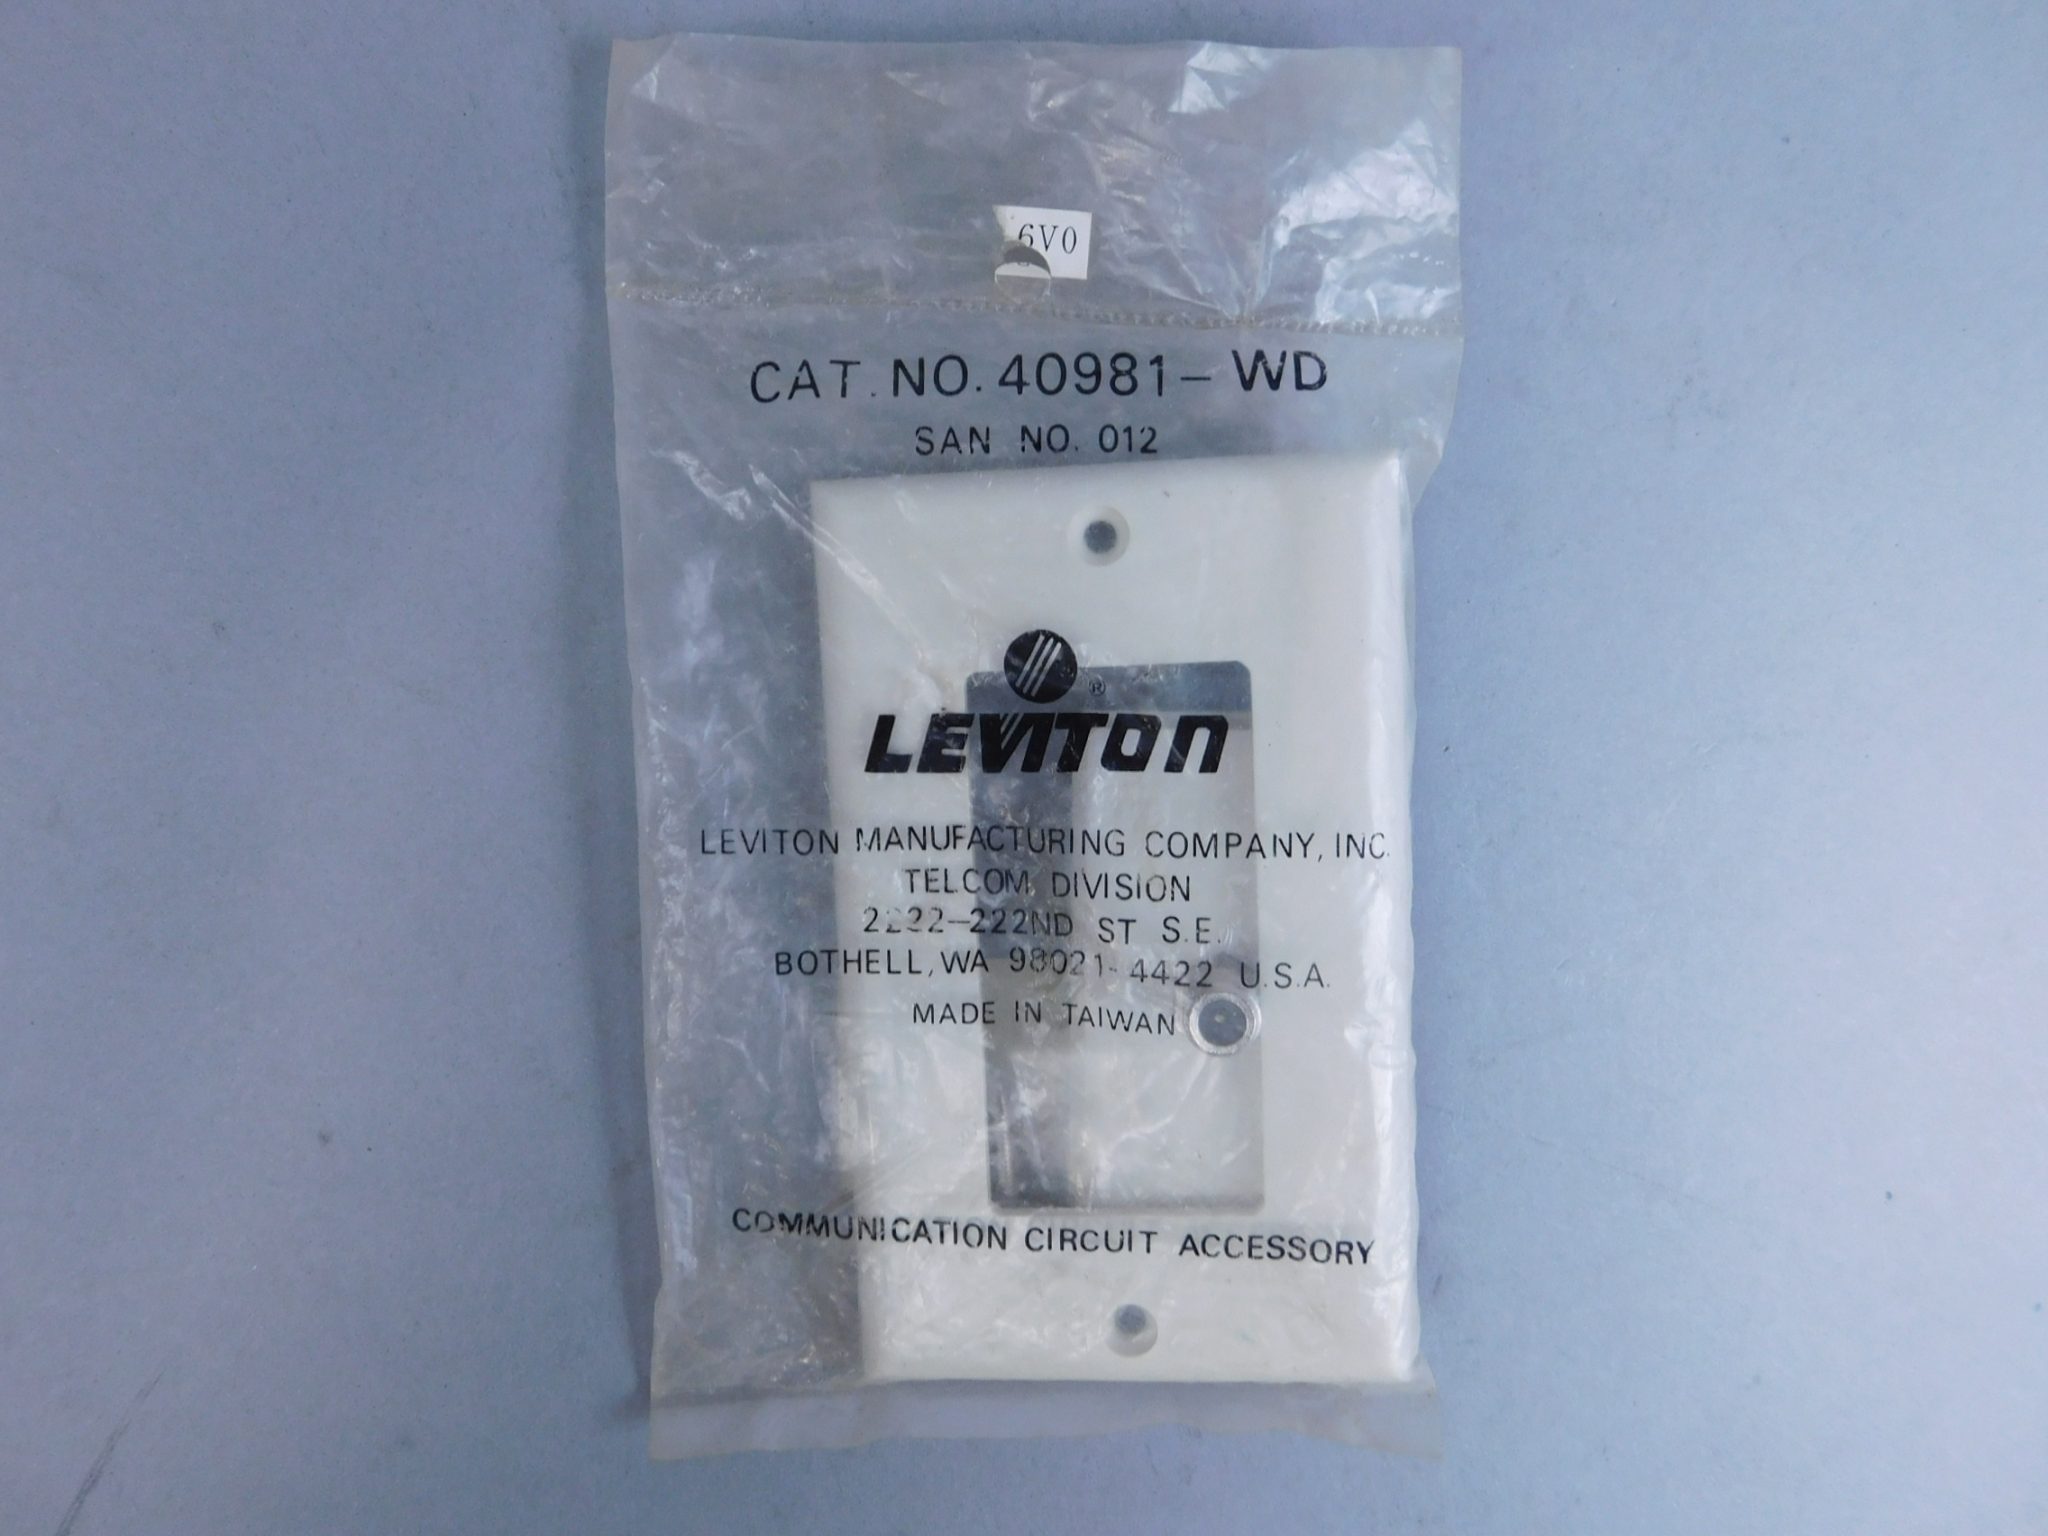 6V0
CAT. NO. 40981- WD
SAN NO. 012
®
LEVITON
LEVITON MANUFACTURING COMPANY, INC.
TELCOM DIVISION
2222-222ND ST S.E.
BOTHELL, WA 98021-4422 U.S.A.
MADE IN TAIWAN
COMMUNICATION CIRCUIT ACCESSORY